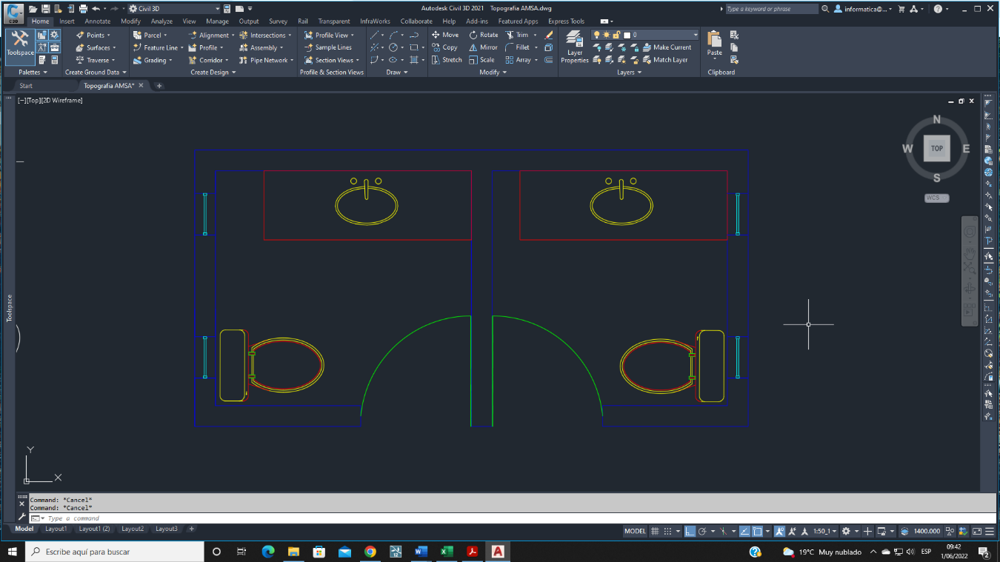 Civil 3D
Autodesk Civil 3D 2021 Topografia AMSA.dwg
Type a keyword or phrase
informatica@...
C3D
Home Insert Annotate Modify Analyze View Manage Output Survey Rail Transparent InfraWorks Collaborate Help Add-ins Featured Apps Express Tools
Toolspace
Points
Surfaces
Traverse
Parcel
Feature Line
Grading
Alignment
Profile
Corridor
Intersections
Assembly
Pipe Network
Profile View
Sample Lines
Section Views
Move
Copy
Stretch
Rotate
Mirror
Scale
Trim
Fillet
Array
Layer
Properties
0
Make Current
Match Layer
Paste
Palettes
Create Ground Data
Create Design
Profile & Section Views
Draw
Modify
Layers
Clipboard
Start
Topografia AMSA*
[−][Top][2D Wireframe]
N
W
TOP
E
S
WCS
Toolspace
Y
X
Command: *Cancel*
Command: *Cancel*
Type a command
Model Layout1 Layout1 (2) Layout2 Layout3
MODEL
1:50_1
1400.000
Escribe aquí para buscar
19°C Muy nublado
ESP
09:42
1/06/2022
2